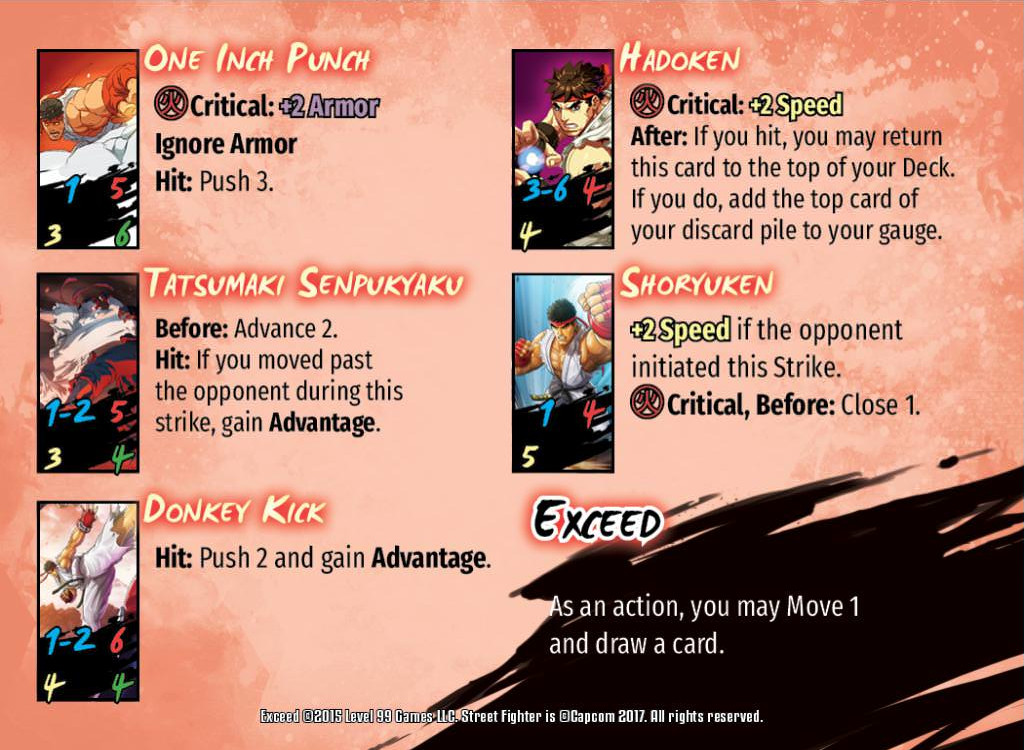 ONE INCH PUNCH
火 Critical: +2 Armor
Ignore Armor
Hit: Push 3.
1 5
3 6
HADOKEN
火 Critical: +2 Speed
After: If you hit, you may return
this card to the top of your Deck.
If you do, add the top card of
your discard pile to your gauge.
3-6 4
4
TATSUMAKI SENPUKYAKU
Before: Advance 2.
Hit: If you moved past
the opponent during this
strike, gain Advantage.
1-2 5
3 4
SHORYUKEN
+2 Speed if the opponent
initiated this Strike.
火 Critical, Before: Close 1.
1 4
5
DONKEY KICK
Hit: Push 2 and gain Advantage.
1-2 6
4 4
EXCEED
As an action, you may Move 1
and draw a card.
Exceed ©2015 Level 99 Games LLC. Street Fighter is ©Capcom 2017. All rights reserved.